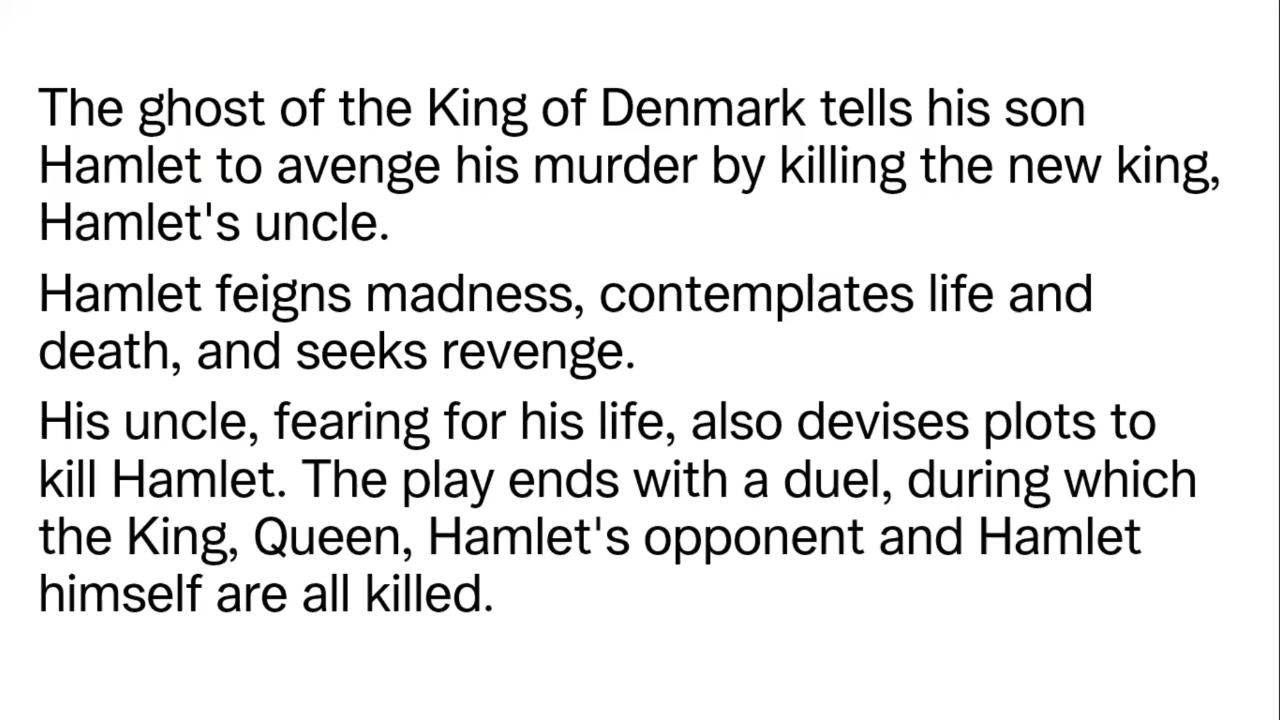 The ghost of the King of Denmark tells his son
Hamlet to avenge his murder by killing the new king,
Hamlet's uncle.
Hamlet feigns madness, contemplates life and
death, and seeks revenge.
His uncle, fearing for his life, also devises plots to
kill Hamlet. The play ends with a duel, during which
the King, Queen, Hamlet's opponent and Hamlet
himself are all killed.